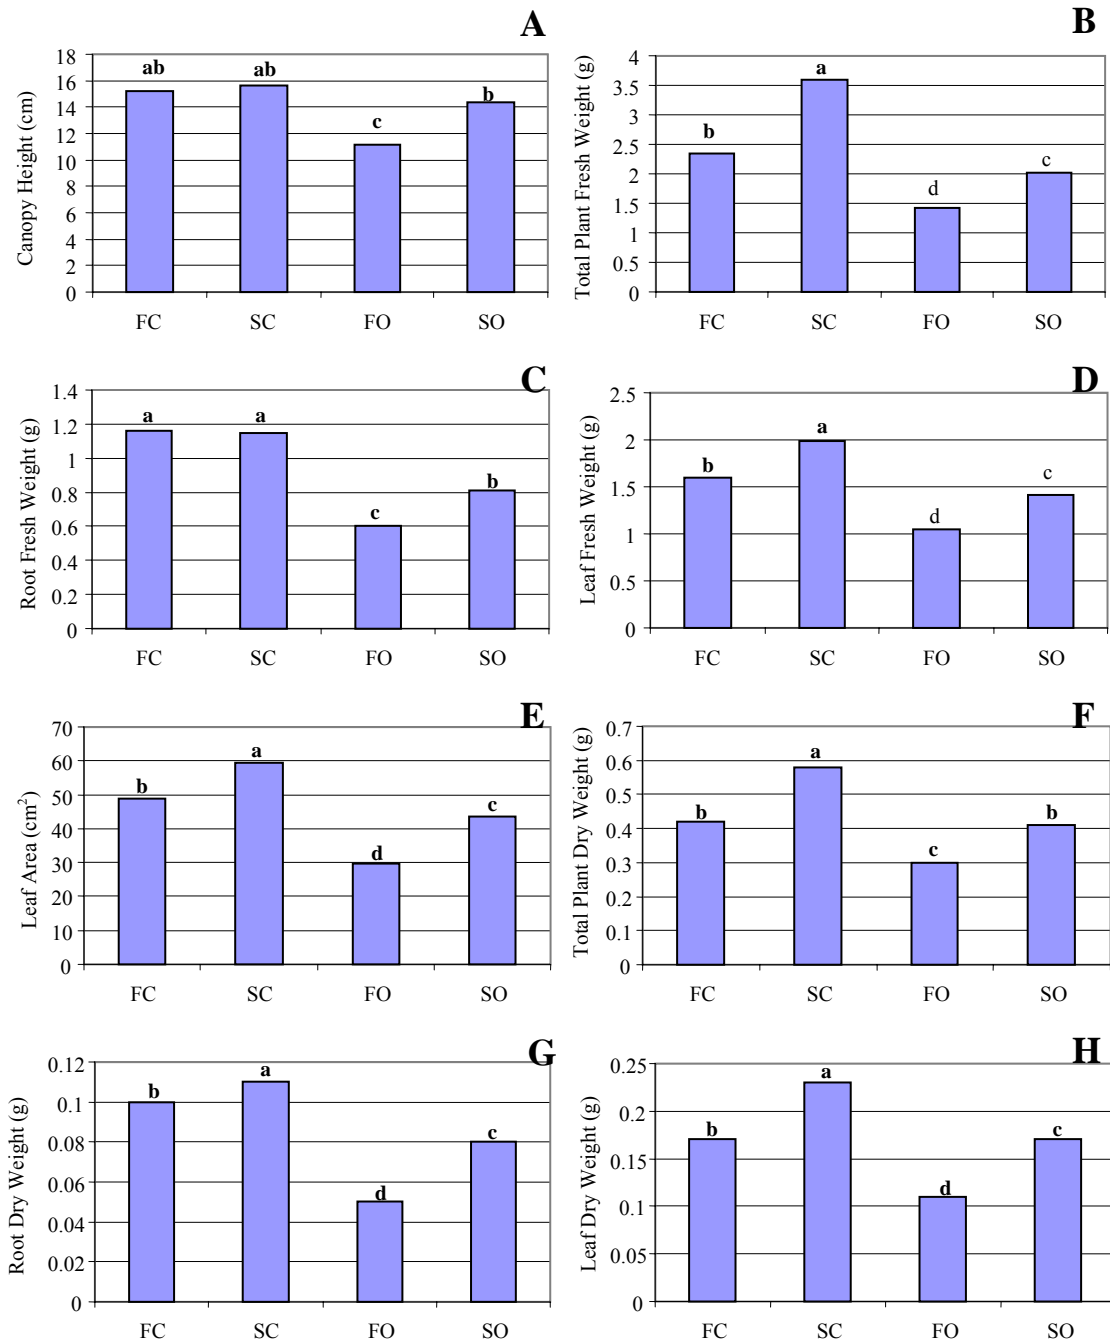 A
Canopy Height (cm)
18
16
14
12
10
8
6
4
2
0
ab
ab
c
b
FC SC FO SO
B
Total Plant Fresh Weight (g)
4
3.5
3
2.5
2
1.5
1
0.5
0
b
a
d
c
FC SC FO SO
C
Root Fresh Weight (g)
1.4
1.2
1
0.8
0.6
0.4
0.2
0
a
a
c
b
FC SC FO SO
D
Leaf Fresh Weight (g)
2.5
2
1.5
1
0.5
0
b
a
d
c
FC SC FO SO
E
Leaf Area (cm²)
70
60
50
40
30
20
10
0
b
a
d
c
FC SC FO SO
F
Total Plant Dry Weight (g)
0.7
0.6
0.5
0.4
0.3
0.2
0.1
0
b
a
c
b
FC SC FO SO
G
Root Dry Weight (g)
0.12
0.1
0.08
0.06
0.04
0.02
0
b
a
d
c
FC SC FO SO
H
Leaf Dry Weight (g)
0.25
0.2
0.15
0.1
0.05
0
b
a
d
c
FC SC FO SO